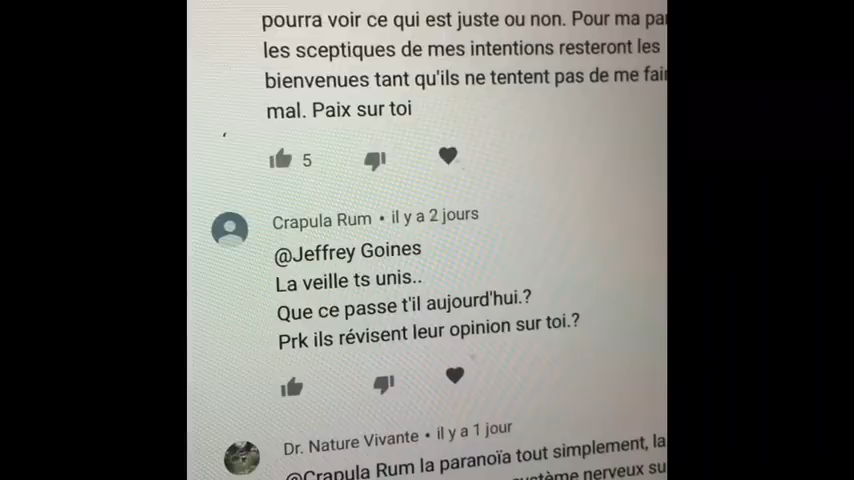 pourra voir ce qui est juste ou non. Pour ma
les sceptiques de mes intentions resteront les
bienvenues tant qu'ils ne tentent pas de me
mal. Paix sur toi
5
Crapula Rum • il y a 2 jours
@Jeffrey Goines
La veille ts unis..
Que ce passe t'il aujourd'hui.?
Prk ils révisent leur opinion sur toi.?
Dr. Nature Vivante • il y a 1 jour
@Crapula Rum la paranoïa tout simplement, la
nerveux su